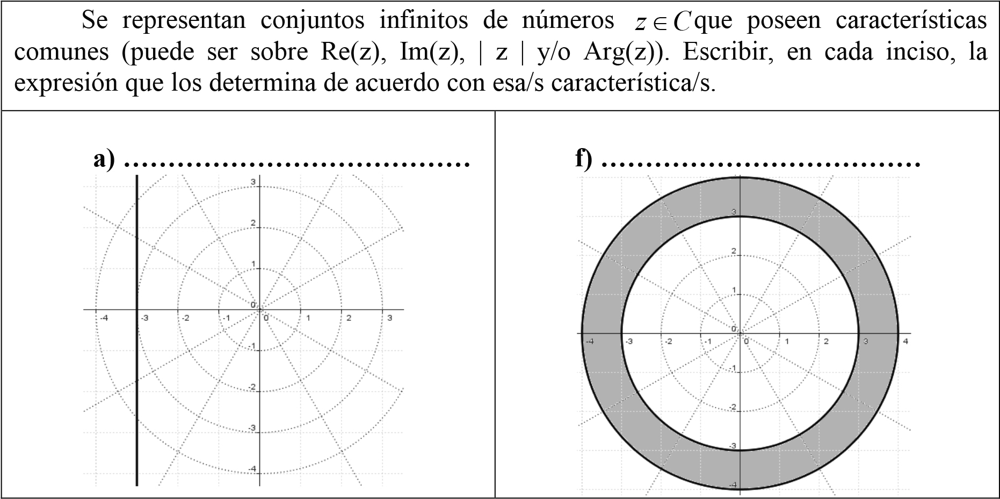 Se representan conjuntos infinitos de números z ∈ C que poseen características
comunes (puede ser sobre Re(z), Im(z), | z | y/o Arg(z)). Escribir, en cada inciso, la
expresión que los determina de acuerdo con esa/s característica/s.
a) ……………………………………
f) …………………………………
3
2
1
0
-4 -3 -2 -1 0 1 2 3
-1
-2
-3
-4
3
2
1
0
-4 -3 -2 -1 0 1 2 3 4
-1
-2
-3
-4